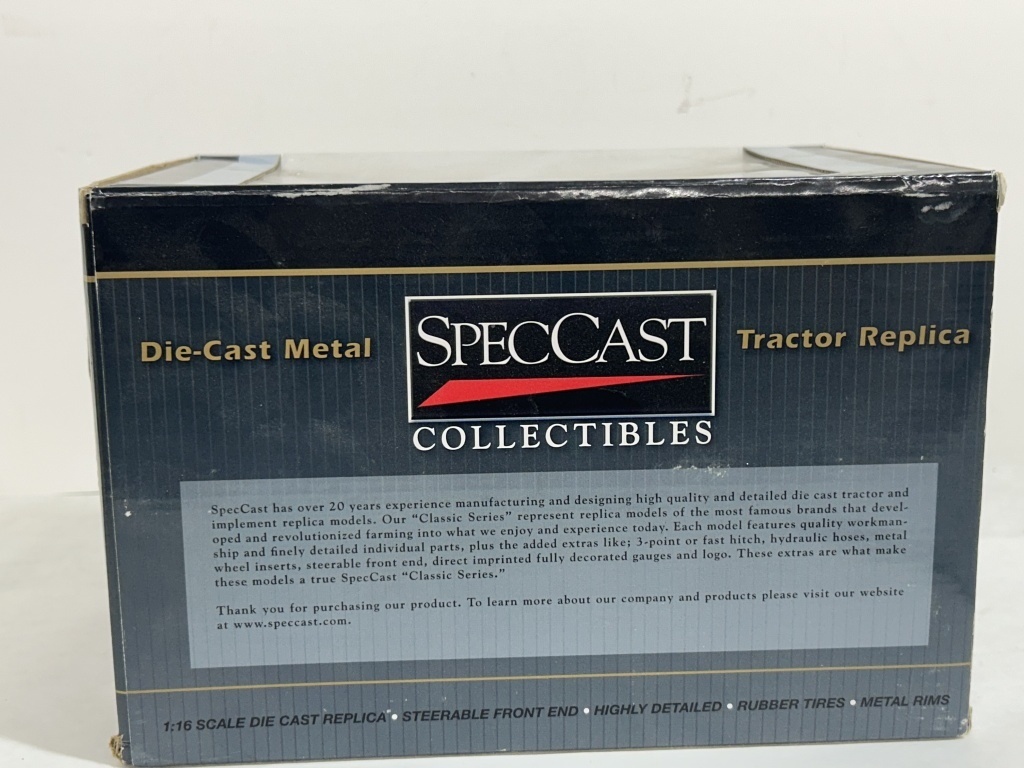 Die-Cast Metal
SPECCAST
COLLECTIBLES
Tractor Replica
SpecCast has over 20 years experience manufacturing and designing high quality and detailed die cast tractor and
implement replica models. Our “Classic Series” represent replica models of the most famous brands that devel-
oped and revolutionized farming into what we enjoy and experience today. Each model features quality workman-
ship and finely detailed individual parts, plus the added extras like; 3-point or fast hitch, hydraulic hoses, metal
wheel inserts, steerable front end, direct imprinted fully decorated gauges and logo. These extras are what make
these models a true SpecCast “Classic Series.”
Thank you for purchasing our product. To learn more about our company and products please visit our website
at www.speccast.com.
1:16 SCALE DIE CAST REPLICA • STEERABLE FRONT END • HIGHLY DETAILED • RUBBER TIRES • METAL RIMS